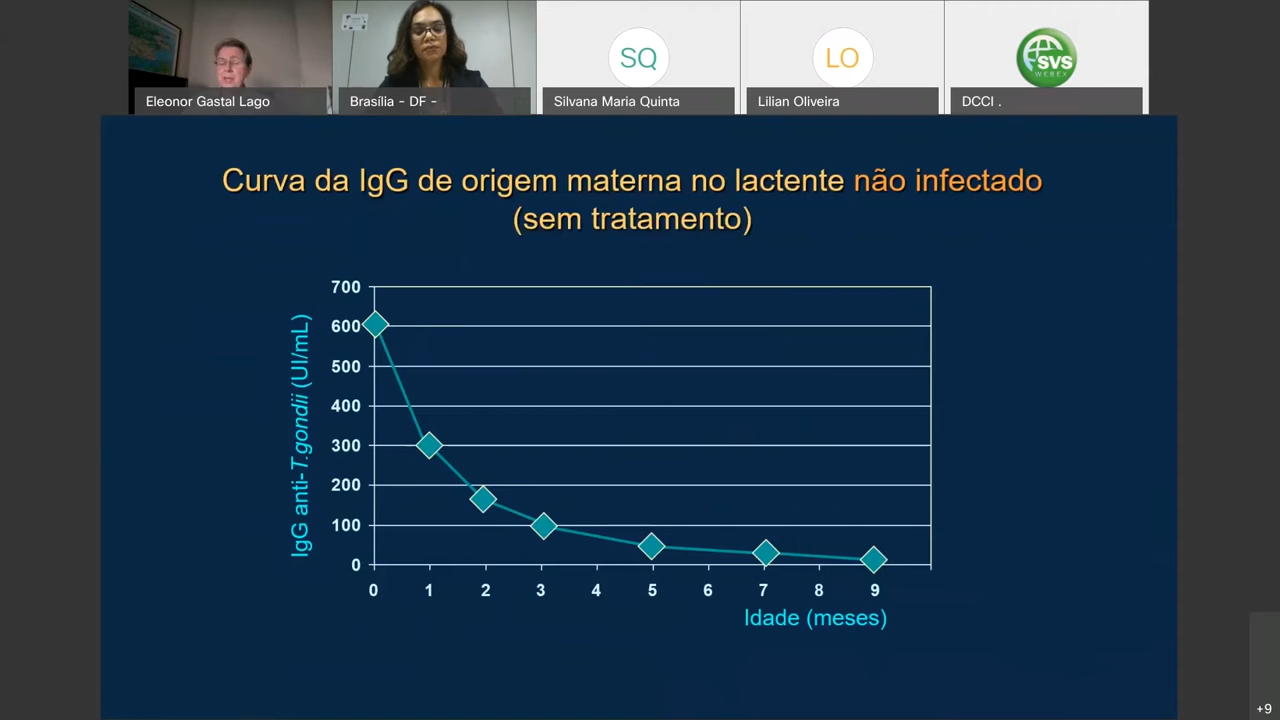 Eleonor Gastal Lago
Brasília - DF -
SQ
Silvana Maria Quinta
LO
Lilian Oliveira
svs
WEBEX
DCCI .
Curva da IgG de origem materna no lactente não infectado
(sem tratamento)
IgG anti-T.gondii (UI/mL)
700
600
500
400
300
200
100
0
0 1 2 3 4 5 6 7 8 9
Idade (meses)
+9